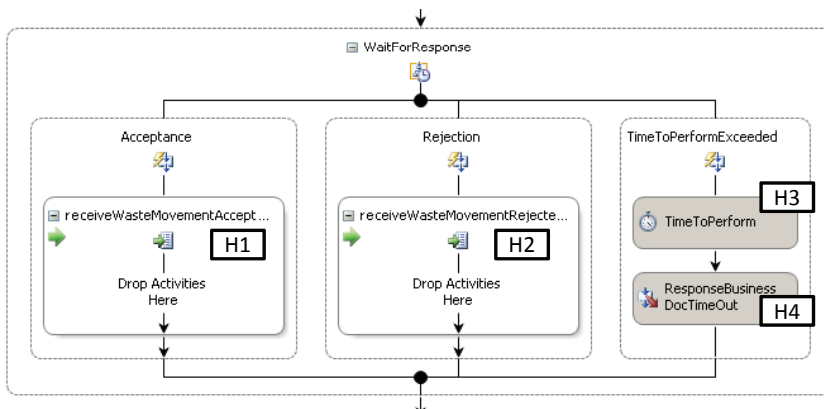 WaitForResponse
Acceptance
Rejection
TimeToPerformExceeded
receiveWasteMovementAccept ...
H1
Drop Activities
Here
receiveWasteMovementRejecte...
H2
Drop Activities
Here
H3
TimeToPerform
ResponseBusiness
DocTimeOut
H4